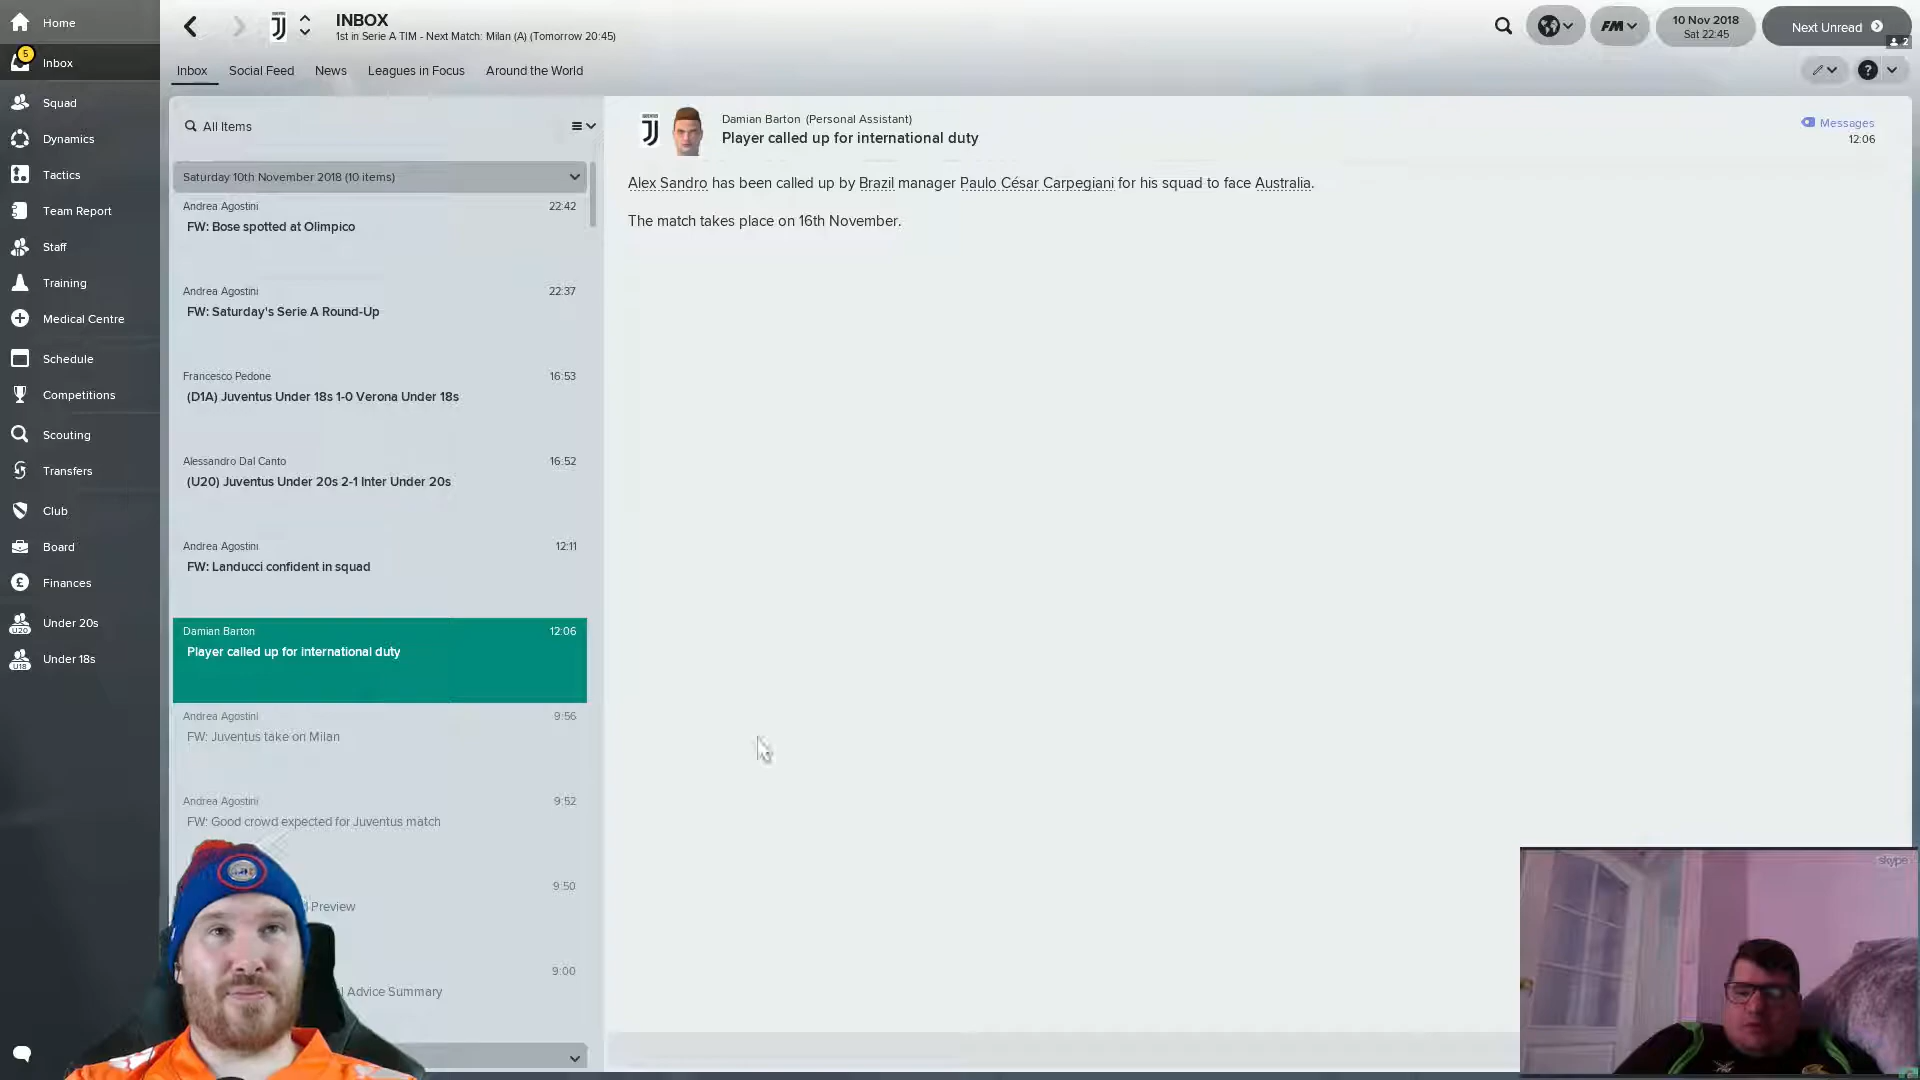 Home
5
Inbox
Squad
Dynamics
Tactics
Team Report
Staff
Training
Medical Centre
Schedule
Competitions
Scouting
Transfers
Club
Board
Finances
U20
Under 20s
U18
Under 18s
INBOX
1st in Serie A TIM - Next Match: Milan (A) (Tomorrow 20:45)
FM
10 Nov 2018
Sat 22:45
Next Unread
2
Inbox Social Feed News Leagues in Focus Around the World
?
All Items
Saturday 10th November 2018 (10 items)
Andrea Agostini 22:42
FW: Bose spotted at Olimpico
Andrea Agostini 22:37
FW: Saturday's Serie A Round-Up
Francesco Pedone 16:53
(D1A) Juventus Under 18s 1-0 Verona Under 18s
Alessandro Dal Canto 16:52
(U20) Juventus Under 20s 2-1 Inter Under 20s
Andrea Agostini 12:11
FW: Landucci confident in squad
Damian Barton 12:06
Player called up for international duty
Andrea Agostini 9:56
FW: Juventus take on Milan
Andrea Agostini 9:52
FW: Good crowd expected for Juventus match
9:50
Preview
9:00
Advice Summary
Damian Barton (Personal Assistant)
Player called up for international duty
Messages
12:06
Alex Sandro has been called up by Brazil manager Paulo César Carpegiani for his squad to face Australia.
The match takes place on 16th November.
skype